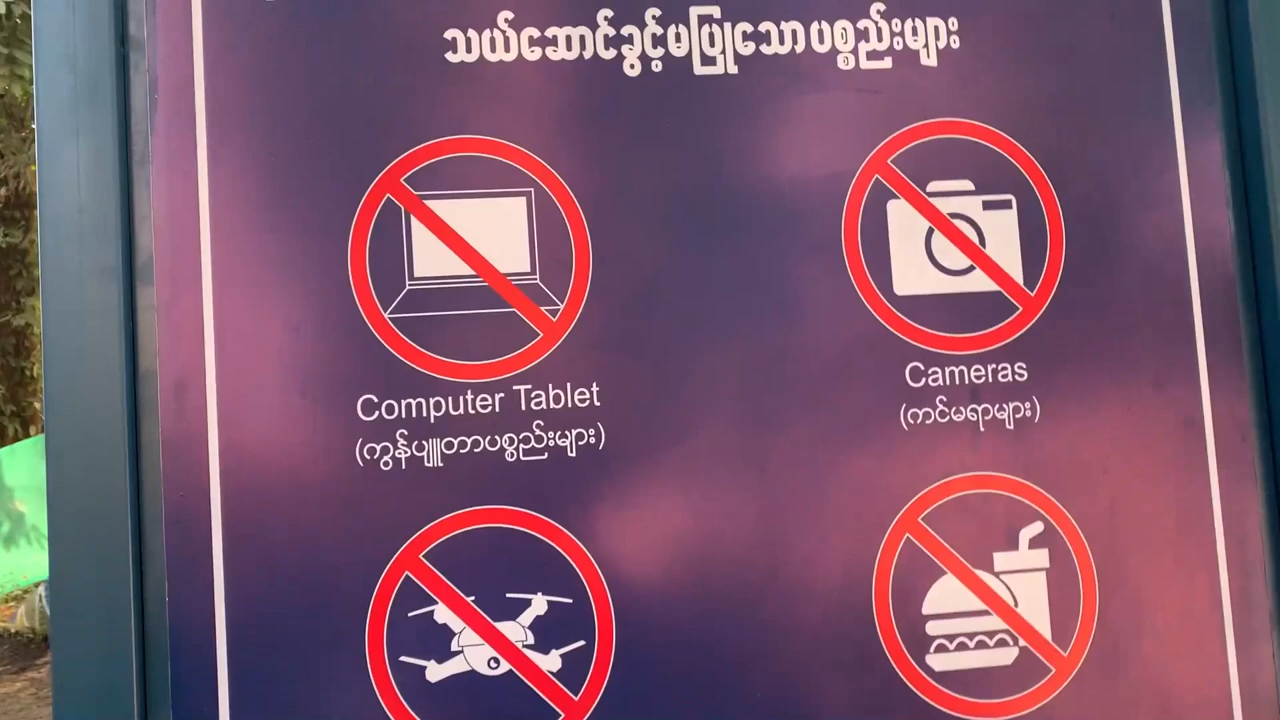 သယ်ဆောင်ခွင့်မပြုသောပစ္စည်းများ
Computer Tablet
(ကွန်ပျူတာပစ္စည်းများ)
Cameras
(ကင်မရာများ)